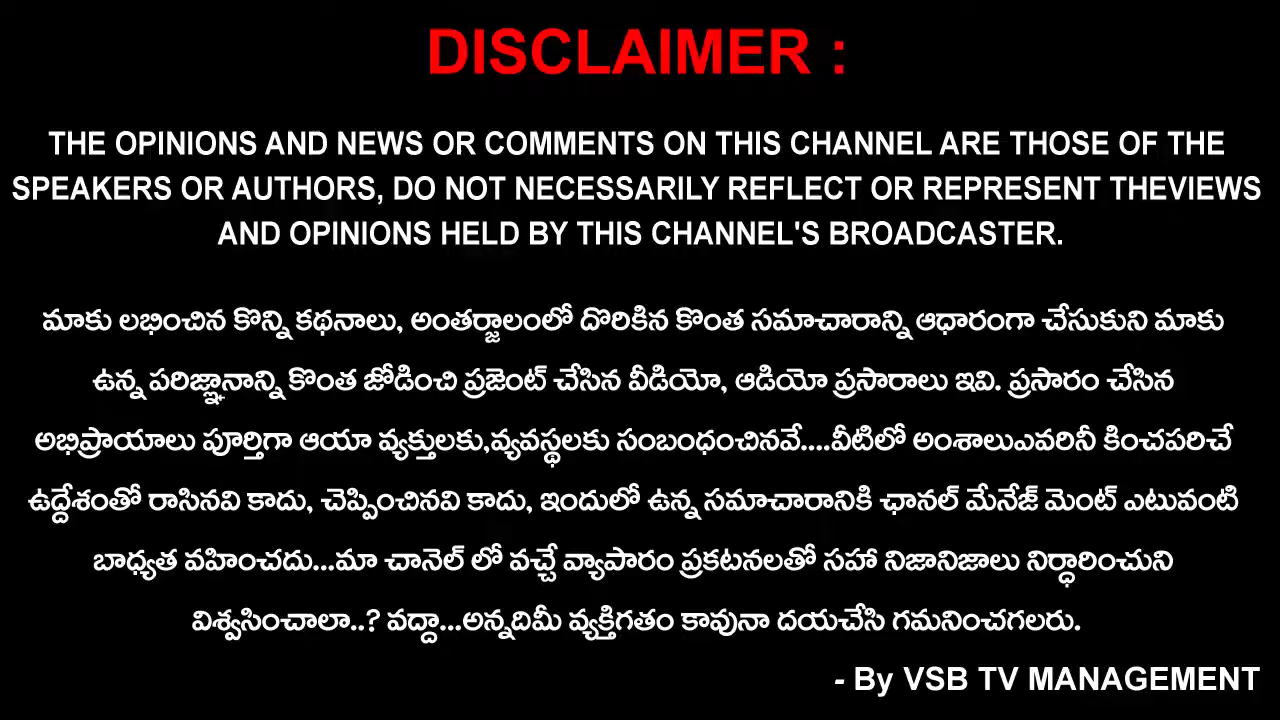 DISCLAIMER :
THE OPINIONS AND NEWS OR COMMENTS ON THIS CHANNEL ARE THOSE OF THE
SPEAKERS OR AUTHORS, DO NOT NECESSARILY REFLECT OR REPRESENT THEVIEWS
AND OPINIONS HELD BY THIS CHANNEL'S BROADCASTER.
మాకు లభించిన కొన్ని కథనాలు, అంతర్జాలంలో దొరికిన కొంత సమాచారాన్ని ఆధారంగా చేసుకుని మాకు
ఉన్న పరిజ్ఞానాన్ని కొంత జోడించి ప్రజెంట్ చేసిన వీడియో, ఆడియో ప్రసారాలు ఇవి. ప్రసారం చేసిన
అభిప్రాయాలు పూర్తిగా ఆయా వ్యక్తులకు,వ్యవస్థలకు సంబంధంచినవే....వీటిలో అంశాలుఎవరినీ కించపరిచే
ఉద్దేశంతో రాసినవి కాదు, చెప్పించినవి కాదు, ఇందులో ఉన్న సమాచారానికి ఛానల్ మేనేజ్ మెంట్ ఎటువంటి
బాధ్యత వహించదు...మా చానెల్ లో వచ్చే వ్యాపారం ప్రకటనలతో సహా నిజానిజాలు నిర్ధారించుని
విశ్వసించాలా..? వద్దా...అన్నదిమీ వ్యక్తిగతం కావునా దయచేసి గమనించగలరు.
- By VSB TV MANAGEMENT